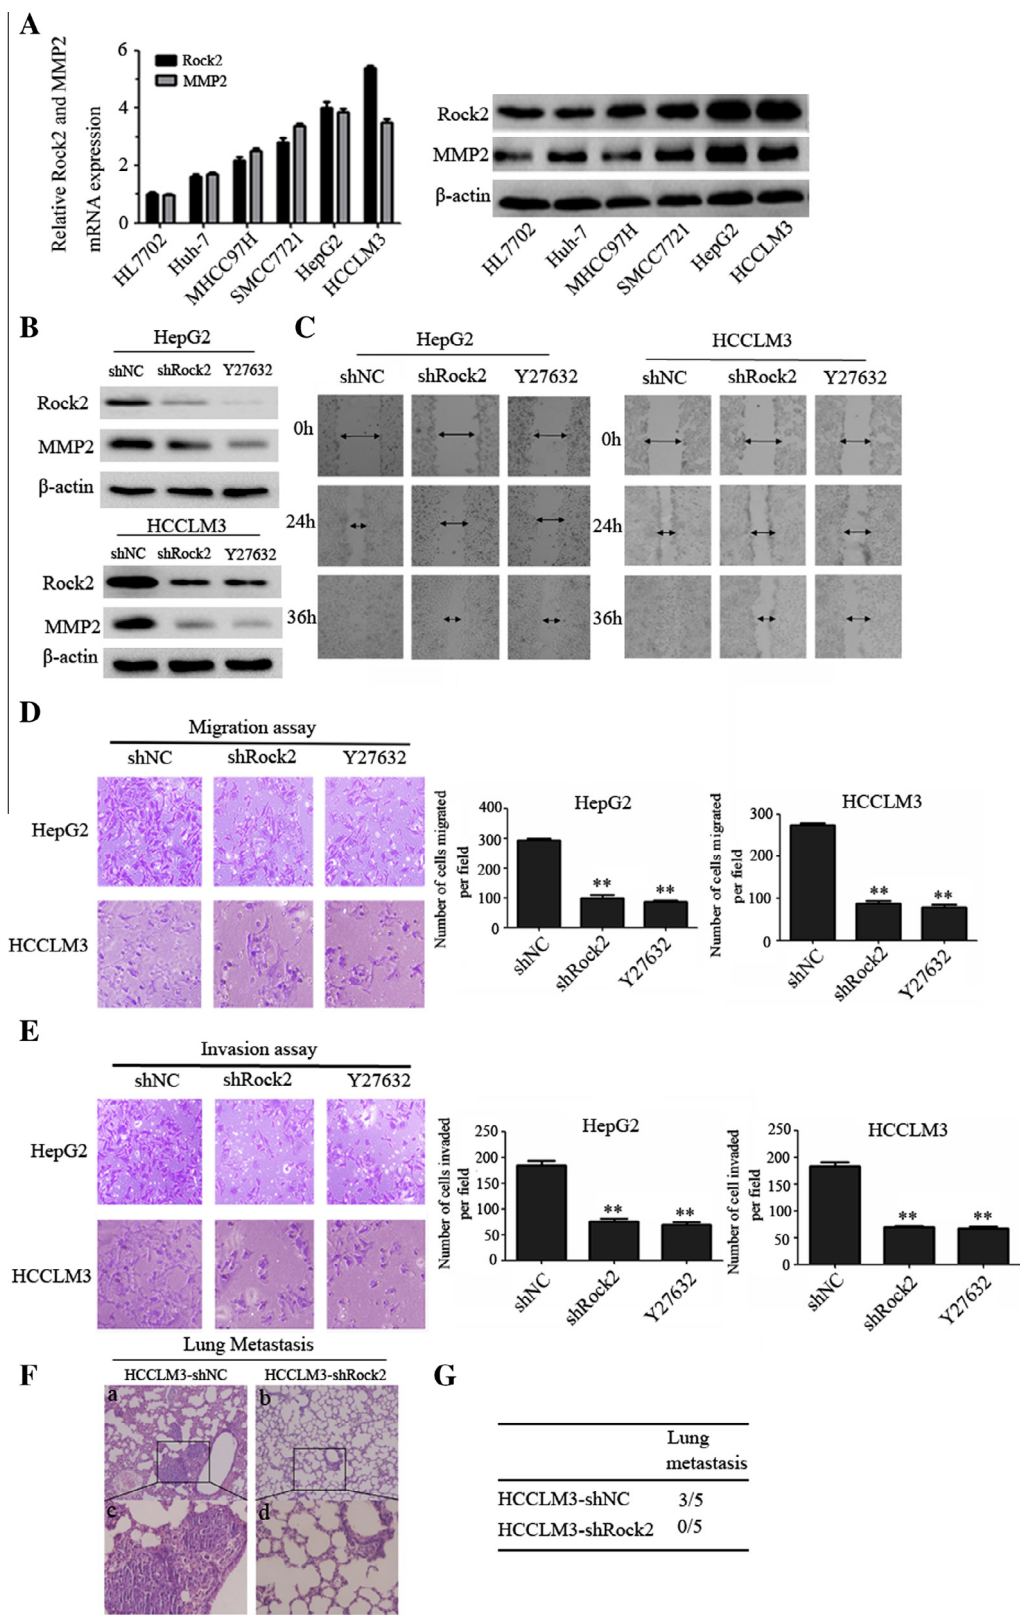 A
Relative Rock2 and MMP2
mRNA expression
6
4
2
0
Rock2
MMP2
HL7702
Huh-7
MHCC97H
SMCC7721
HepG2
HCCLM3
Rock2
MMP2
β-actin
HL7702
Huh-7
MHCC97H
SMCC7721
HepG2
HCCLM3
B
HepG2
shNC shRock2 Y27632
Rock2
MMP2
β-actin
HCCLM3
shNC shRock2 Y27632
Rock2
MMP2
β-actin
C
HepG2
shNC shRock2 Y27632
0h
24h
36h
HCCLM3
shNC shRock2 Y27632
0h
24h
36h
D
Migration assay
shNC shRock2 Y27632
HepG2
HCCLM3
Number of cells migrated
per field
HepG2
400
300
200
100
0
** **
shNC
shRock2
Y27632
Number of cells migrated
per field
HCCLM3
300
200
100
0
** **
shNC
shRock2
Y27632
E
Invasion assay
shNC shRock2 Y27632
HepG2
HCCLM3
Number of cells invaded
per field
HepG2
250
200
150
100
50
0
** **
shNC
shRock2
Y27632
Number of cell invaded
per field
HCCLM3
250
200
150
100
50
0
** **
shNC
shRock2
Y27632
F
Lung Metastasis
HCCLM3-shNC HCCLM3-shRock2
a b
c d
G
Lung
metastasis
HCCLM3-shNC 3/5
HCCLM3-shRock2 0/5